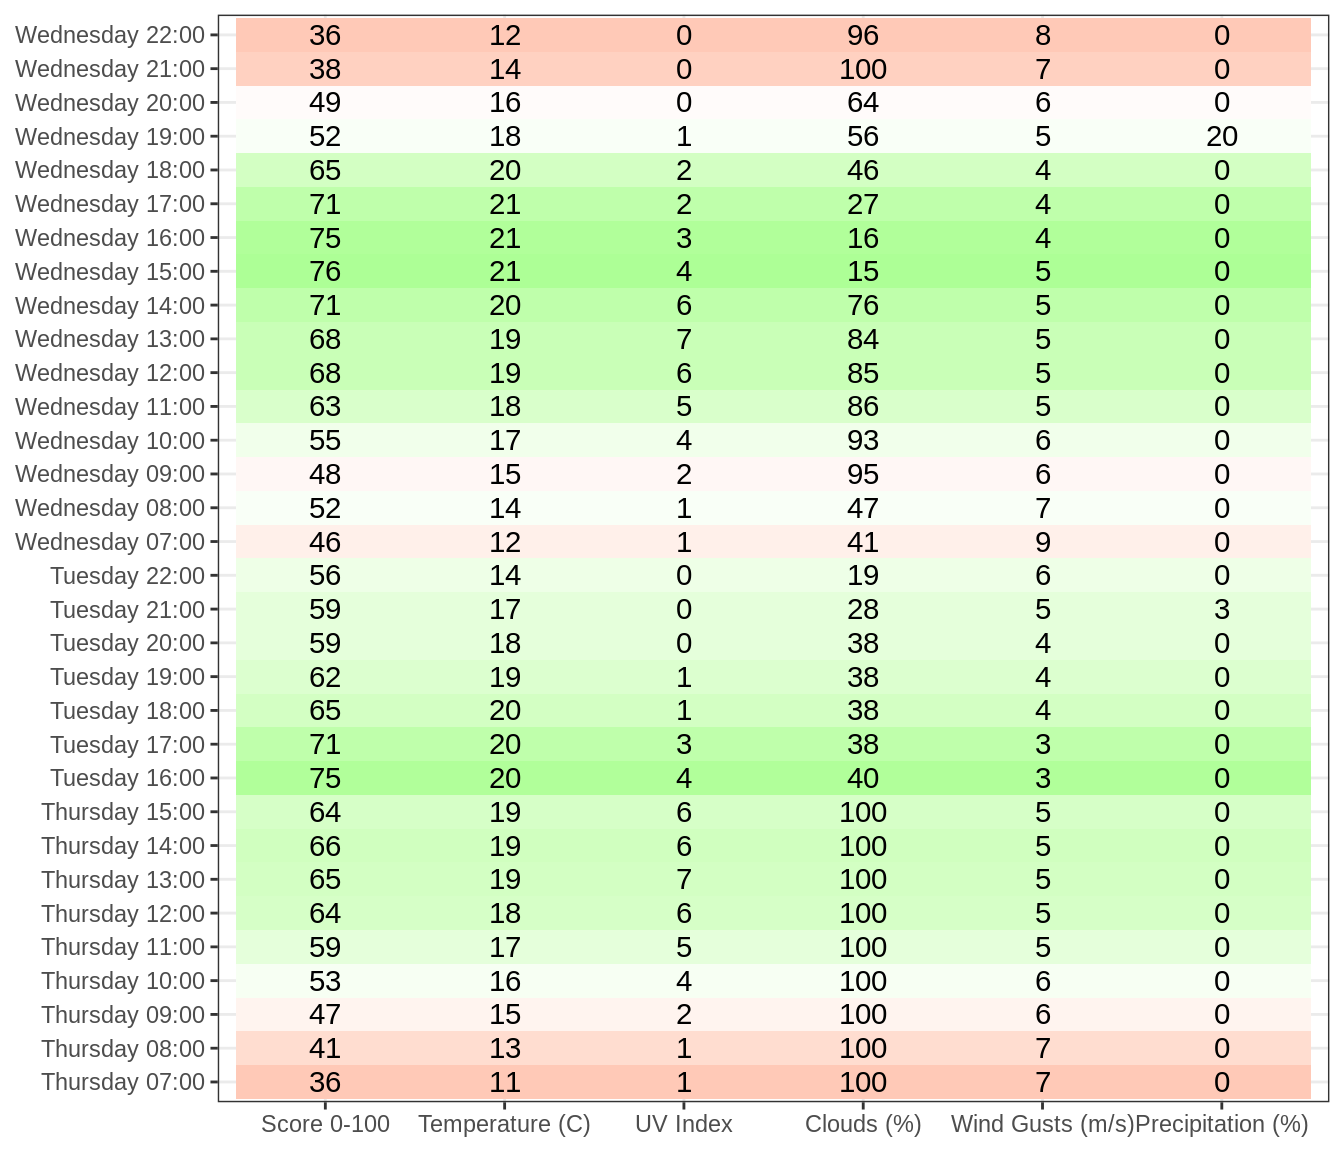 Wednesday 22:00 36 12 0 96 8 0
Wednesday 21:00 38 14 0 100 7 0
Wednesday 20:00 49 16 0 64 6 0
Wednesday 19:00 52 18 1 56 5 20
Wednesday 18:00 65 20 2 46 4 0
Wednesday 17:00 71 21 2 27 4 0
Wednesday 16:00 75 21 3 16 4 0
Wednesday 15:00 76 21 4 15 5 0
Wednesday 14:00 71 20 6 76 5 0
Wednesday 13:00 68 19 7 84 5 0
Wednesday 12:00 68 19 6 85 5 0
Wednesday 11:00 63 18 5 86 5 0
Wednesday 10:00 55 17 4 93 6 0
Wednesday 09:00 48 15 2 95 6 0
Wednesday 08:00 52 14 1 47 7 0
Wednesday 07:00 46 12 1 41 9 0
Tuesday 22:00 56 14 0 19 6 0
Tuesday 21:00 59 17 0 28 5 3
Tuesday 20:00 59 18 0 38 4 0
Tuesday 19:00 62 19 1 38 4 0
Tuesday 18:00 65 20 1 38 4 0
Tuesday 17:00 71 20 3 38 3 0
Tuesday 16:00 75 20 4 40 3 0
Thursday 15:00 64 19 6 100 5 0
Thursday 14:00 66 19 6 100 5 0
Thursday 13:00 65 19 7 100 5 0
Thursday 12:00 64 18 6 100 5 0
Thursday 11:00 59 17 5 100 5 0
Thursday 10:00 53 16 4 100 6 0
Thursday 09:00 47 15 2 100 6 0
Thursday 08:00 41 13 1 100 7 0
Thursday 07:00 36 11 1 100 7 0
Score 0-100 Temperature (C) UV Index Clouds (%) Wind Gusts (m/s) Precipitation (%)